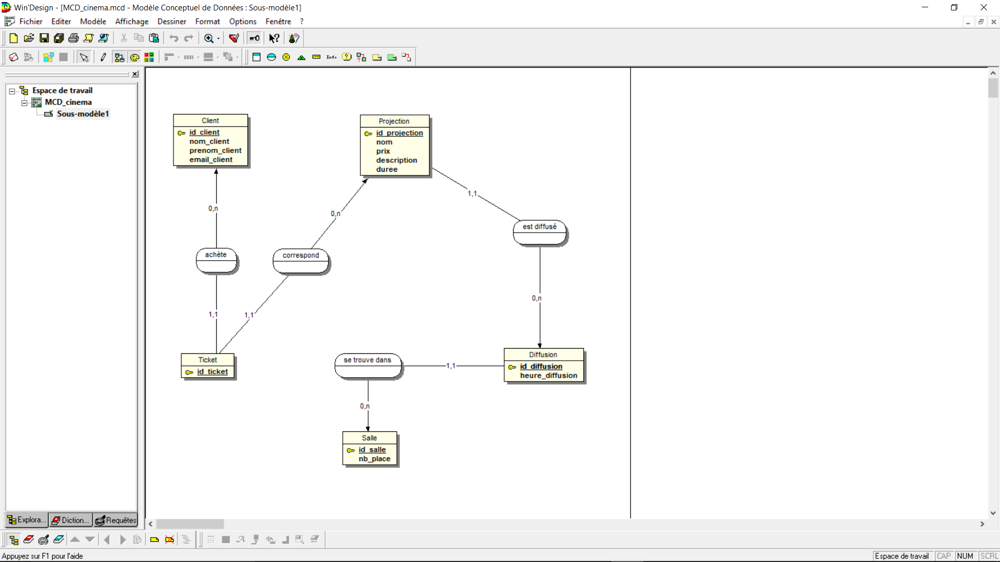 Win'Design - [MCD_cinema.mcd - Modèle Conceptuel de Données : Sous-modèle1]
Fichier Editer Modèle Affichage Dessiner Format Options Fenêtre ?
Info
Espace de travail
MCD_cinema
Sous-modèle1
Client
id_client
nom_client
prenom_client
email_client
Projection
id_projection
nom
prix
description
duree
1,1
0,n
0,n
est diffusé
achète
correspond
0,n
1,1
1,1
Ticket
id_ticket
se trouve dans
1,1
Diffusion
id_diffusion
heure_diffusion
0,n
Salle
id_salle
nb_place
Explora... Diction... Requêtes
Appuyez sur F1 pour l'aide
Espace de travail CAP NUM SCRL